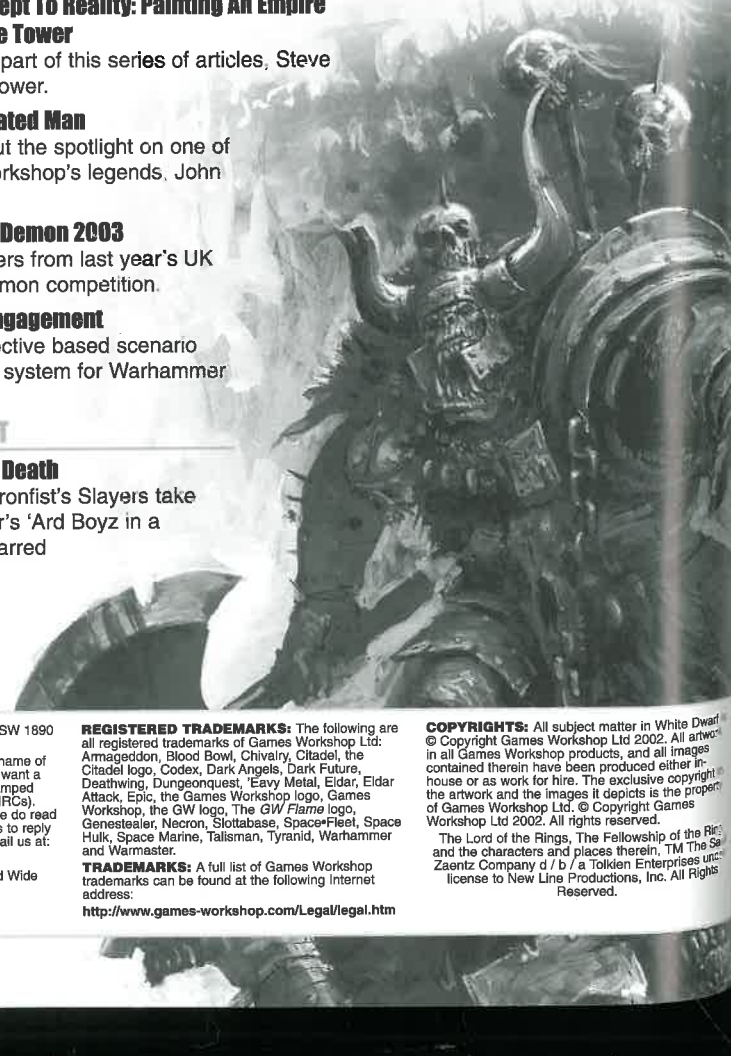 ept To Reality: Painting An Empire
e Tower
part of this series of articles, Steve
ower.
ated Man
ut the spotlight on one of
rkshop's legends, John
Demon 2003
ers from last year's UK
mon competition.
gagement
ctive based scenario
system for Warhammer
T
Death
ronfist's Slayers take
r's 'Ard Boyz in a
arred
SW 1890
name of
want a
mped
IRCs).
e do read
s to reply
ail us at:
d Wide
REGISTERED TRADEMARKS: The following are
all registered trademarks of Games Workshop Ltd:
Armageddon, Blood Bowl, Chivalry, Citadel, the
Citadel logo, Codex, Dark Angels, Dark Future,
Deathwing, Dungeonquest, 'Eavy Metal, Eldar, Eldar
Attack, Epic, the Games Workshop logo, Games
Workshop, the GW logo, The GW Flame logo,
Genestealer, Necron, Slottabase, Space•Fleet, Space
Hulk, Space Marine, Talisman, Tyranid, Warhammer
and Warmaster.
TRADEMARKS: A full list of Games Workshop
trademarks can be found at the following Internet
address:
http://www.games-workshop.com/Legal/legal.htm
COPYRIGHTS: All subject matter in White Dwarf
© Copyright Games Workshop Ltd 2002. All artwor
in all Games Workshop products, and all images
contained therein have been produced either in-
house or as work for hire. The exclusive copyright
the artwork and the images it depicts is the propert
of Games Workshop Ltd. © Copyright Games
Workshop Ltd 2002. All rights reserved.
The Lord of the Rings, The Fellowship of the Rin
and the characters and places therein, TM The Sa
Zaentz Company d / b / a Tolkien Enterprises und
license to New Line Productions, Inc. All Rights
Reserved.